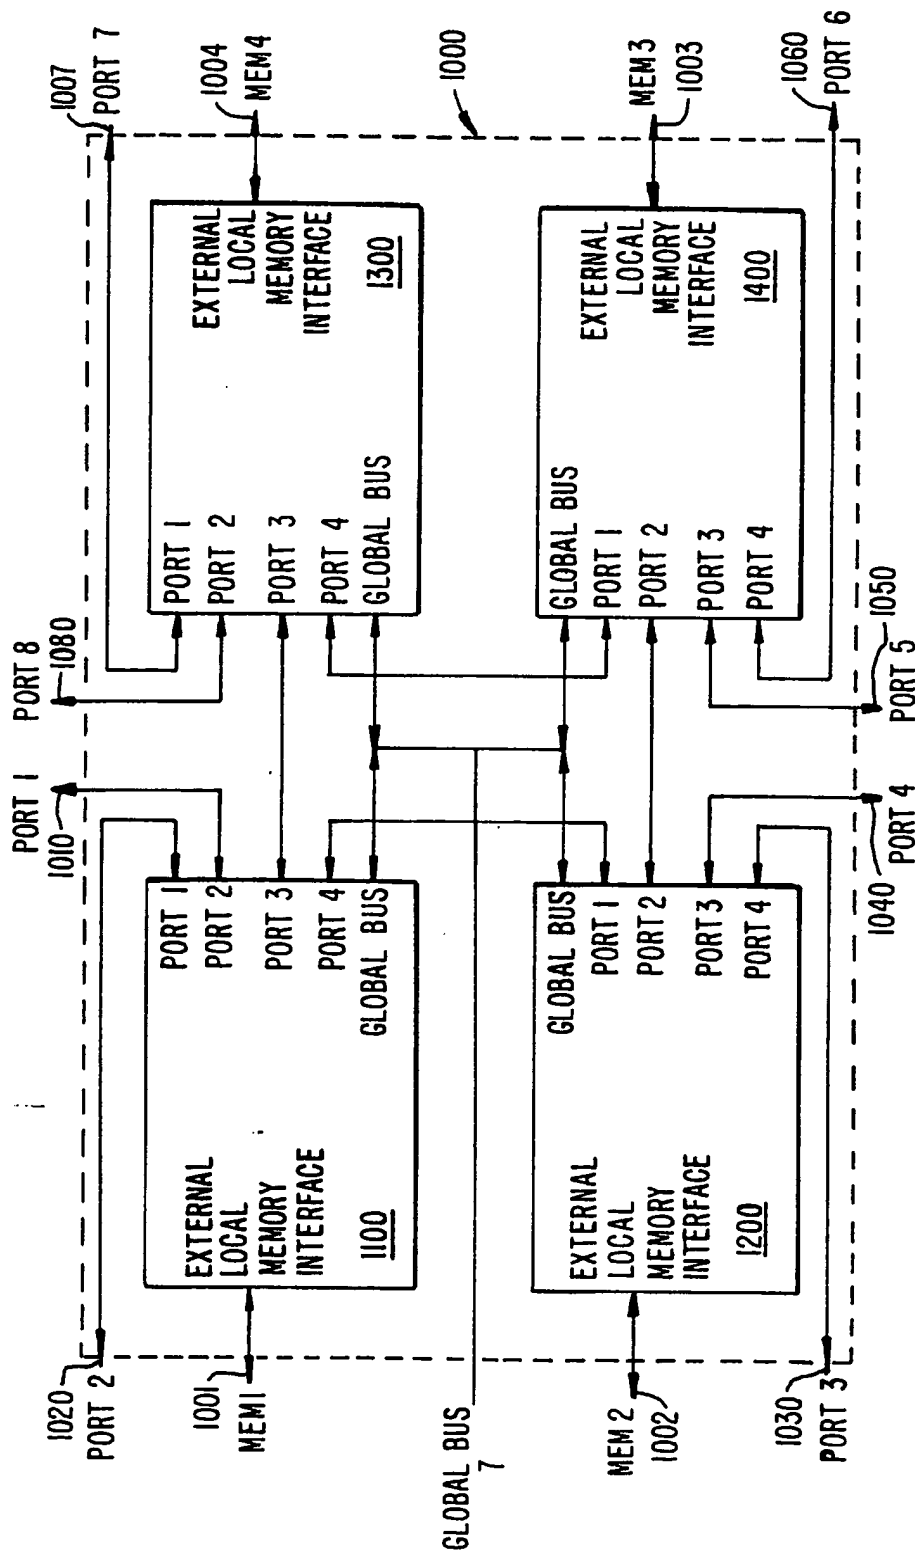 PORT 1
1010
PORT 8
1080
1020
PORT 2
1007
PORT 7
1001
MEM1
EXTERNAL
LOCAL
MEMORY
INTERFACE
1100
PORT 1
PORT 2
PORT 3
PORT 4
GLOBAL BUS
PORT 1
PORT 2
PORT 3
PORT 4
GLOBAL BUS
EXTERNAL
LOCAL
MEMORY
INTERFACE
1300
1004
MEM4
1000
GLOBAL BUS
7
MEM 2
1002
EXTERNAL
LOCAL
MEMORY
INTERFACE
1200
GLOBAL BUS
PORT 1
PORT 2
PORT 3
PORT 4
GLOBAL BUS
PORT 1
PORT 2
PORT 3
PORT 4
EXTERNAL
LOCAL
MEMORY
INTERFACE
1400
MEM3
1003
1030
PORT 3
1040
PORT 4
1050
PORT 5
1060
PORT 6